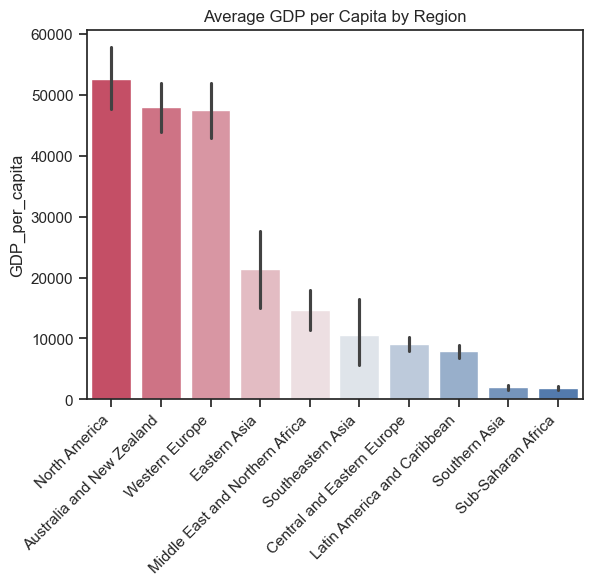 Average GDP per Capita by Region
GDP_per_capita
60000
50000
40000
30000
20000
10000
0
North America
Australia and New Zealand
Western Europe
Eastern Asia
Middle East and Northern Africa
Southeastern Asia
Central and Eastern Europe
Latin America and Caribbean
Southern Asia
Sub-Saharan Africa